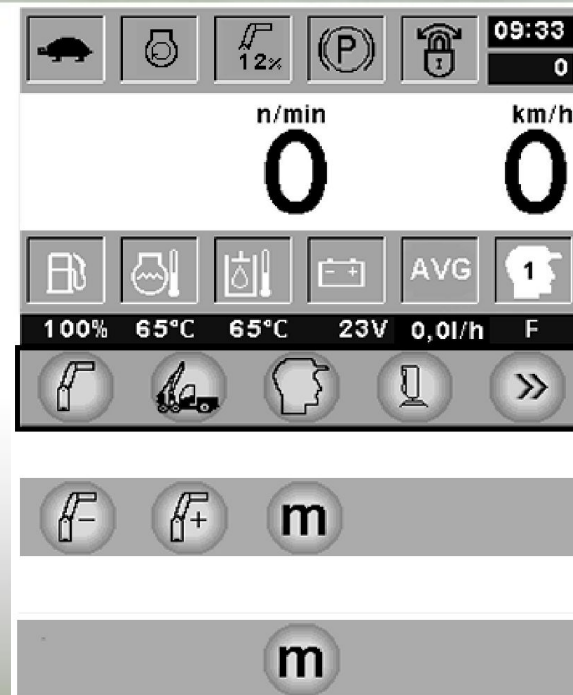 09:33
12% (P) 0
n/min km/h
0 0
AVG 1
100% 65°C 65°C 23V 0,0l/h F
»
- + m
m